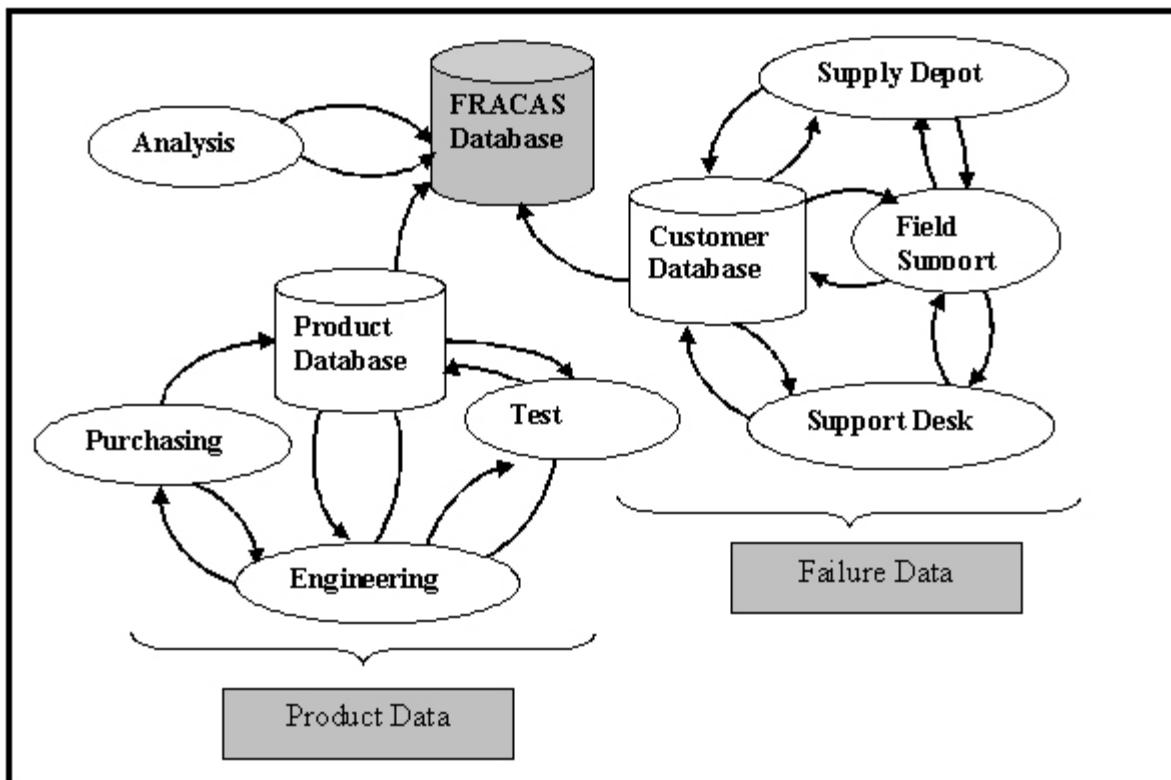 FRACAS
Database
Analysis
Supply Depot
Customer
Database
Field
Support
Product
Database
Purchasing
Test
Support Desk
Engineering
Failure Data
Product Data